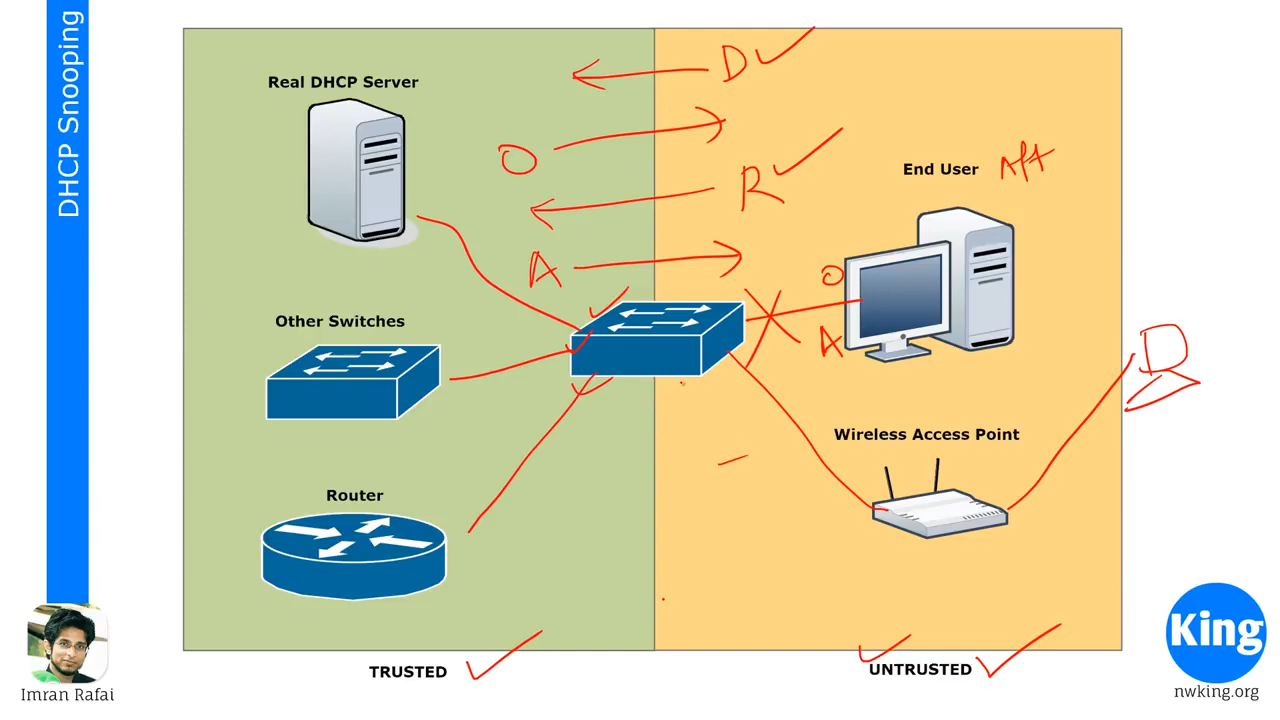 DHCP Snooping
Real DHCP Server
D
O
R
A
End User
O
A
Other Switches
D
Wireless Access Point
Router
TRUSTED
UNTRUSTED
Imran Rafai
King
nwking.org